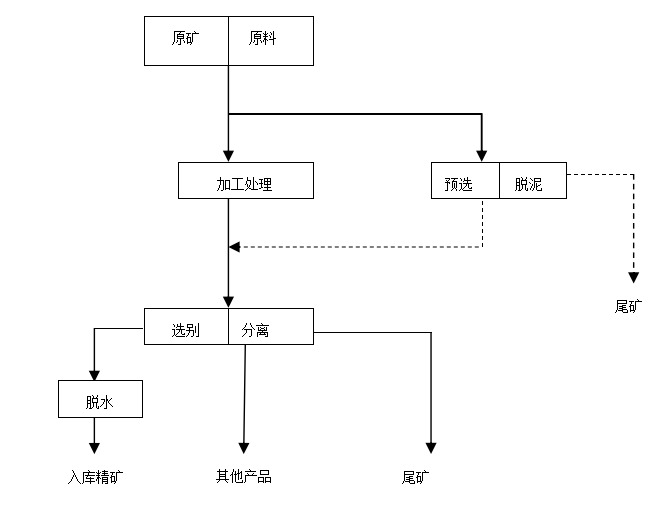 原矿 原料
加工处理
预选 脱泥
尾矿
选别 分离
脱水
入库精矿
其他产品
尾矿